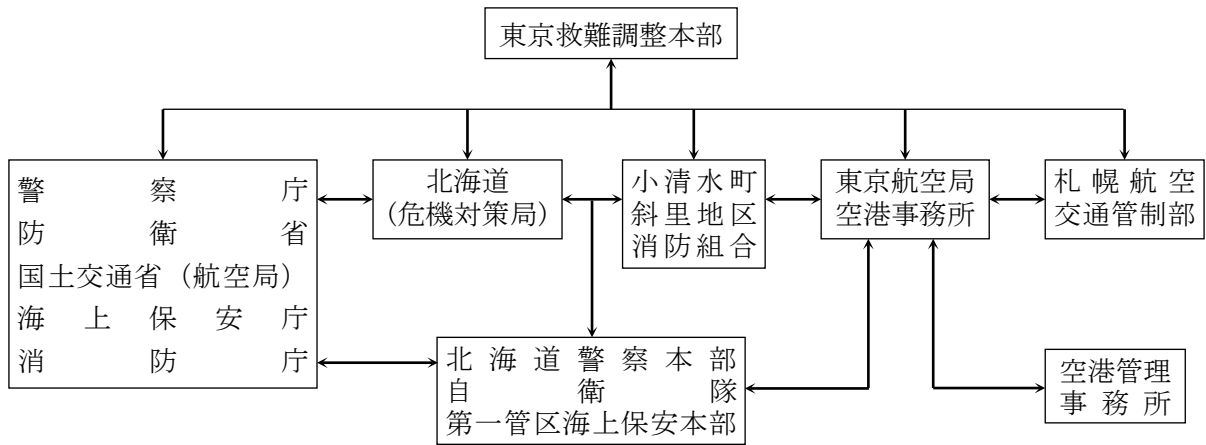 東京救難調整本部
警察庁
防衛省
国土交通省（航空局）
海上保安庁
消防庁
北海道
（危機対策局）
小清水町
斜里地区
消防組合
東京航空局
空港事務所
札幌航空
交通管制部
北海道警察本部
自衛隊
第一管区海上保安本部
空港管理
事務所